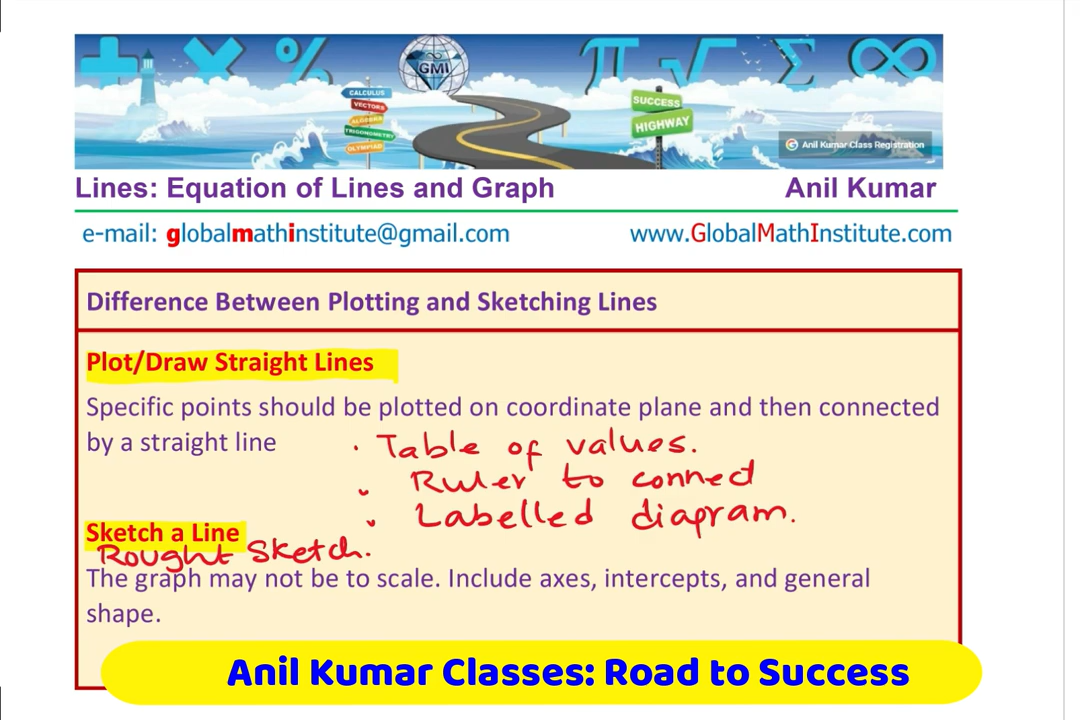 GMI
CALCULUS
VECTORS
ALGEBRA
TRIGONOMETRY
OLYMPIAD
SUCCESS
HIGHWAY
G Anil Kumar Class Registration
Lines: Equation of Lines and Graph Anil Kumar
e-mail: globalmathinstitute@gmail.com www.GlobalMathInstitute.com
Difference Between Plotting and Sketching Lines
Plot/Draw Straight Lines
Specific points should be plotted on coordinate plane and then connected
by a straight line
· Table of values.
Ruler to conned
Labelled diapram.
Sketch a Line
Rought Sketch.
The graph may not be to scale. Include axes, intercepts, and general
shape.
Anil Kumar Classes: Road to Success